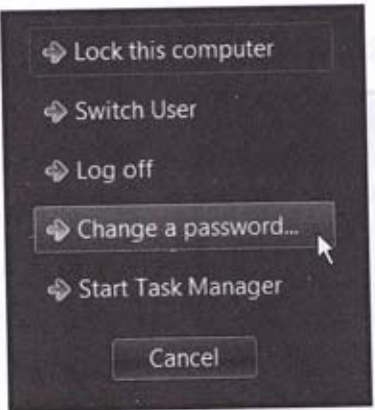 Lock this computer
Switch User
Log off
Change a password...
Start Task Manager
Cancel